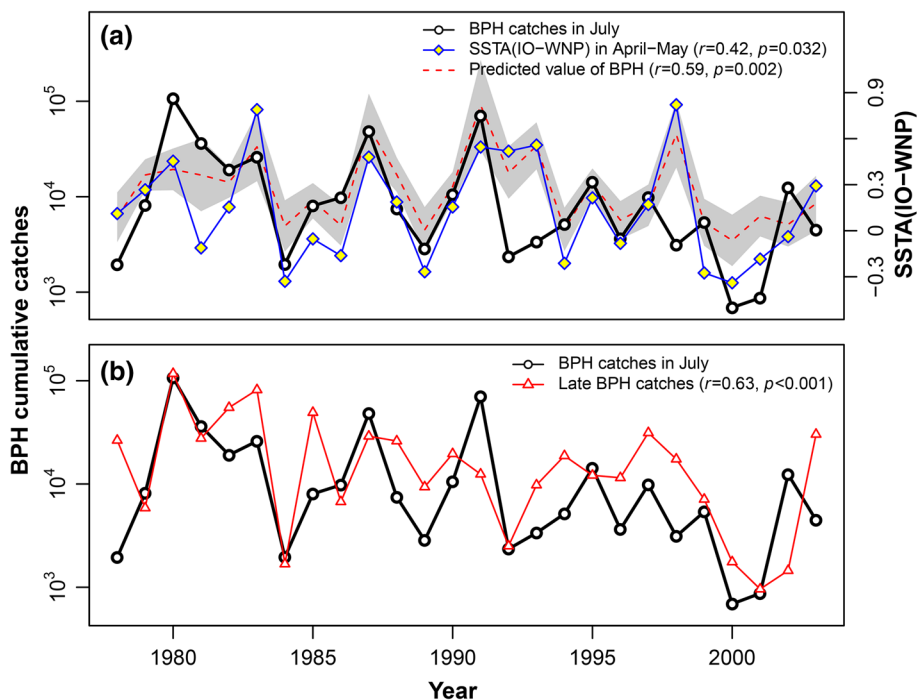 (a)
BPH catches in July
SSTA(IO−WNP) in April−May (r=0.42, p=0.032)
Predicted value of BPH (r=0.59, p=0.002)
10^5
10^4
10^3
0.9
0.3
0
−0.3
SSTA(IO−WNP)
BPH cumulative catches
(b)
BPH catches in July
Late BPH catches (r=0.63, p<0.001)
10^5
10^4
10^3
1980 1985 1990 1995 2000
Year